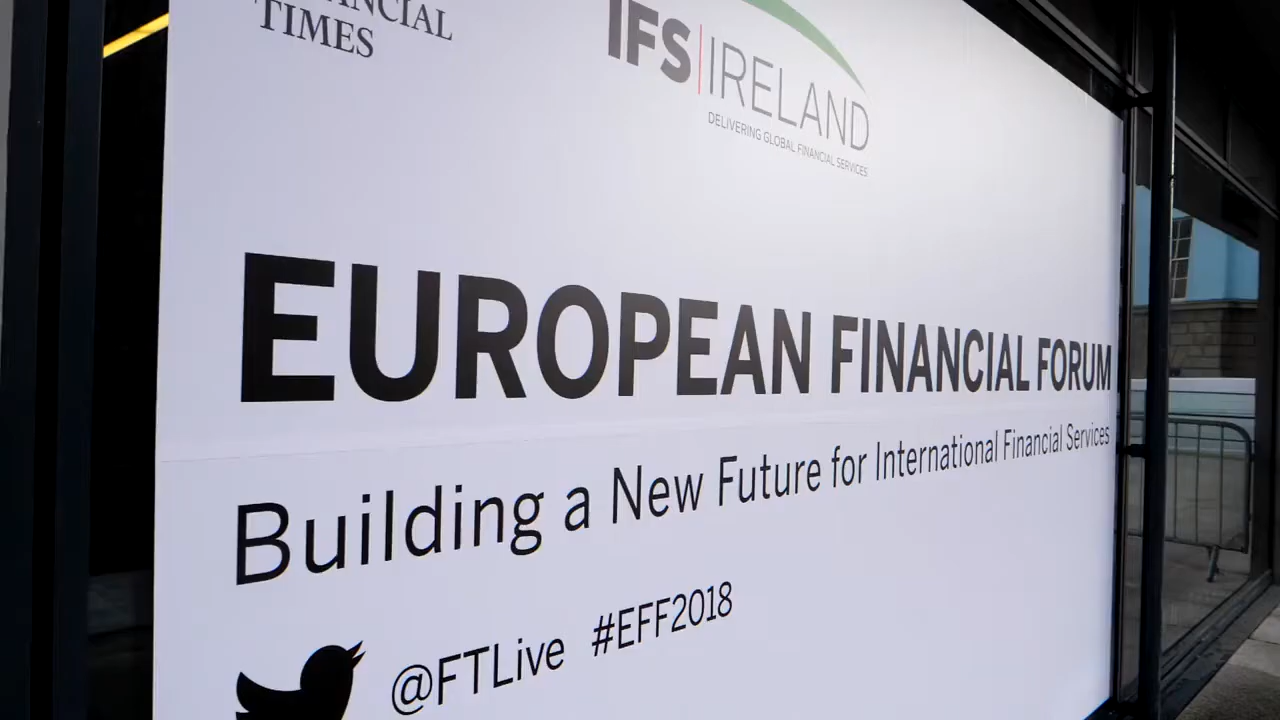 TIMES
IFS|IRELAND
DELIVERING GLOBAL FINANCIAL SERVICES
EUROPEAN FINANCIAL FORUM
Building a New Future for International Financial Services
@FTLive #EFF2018